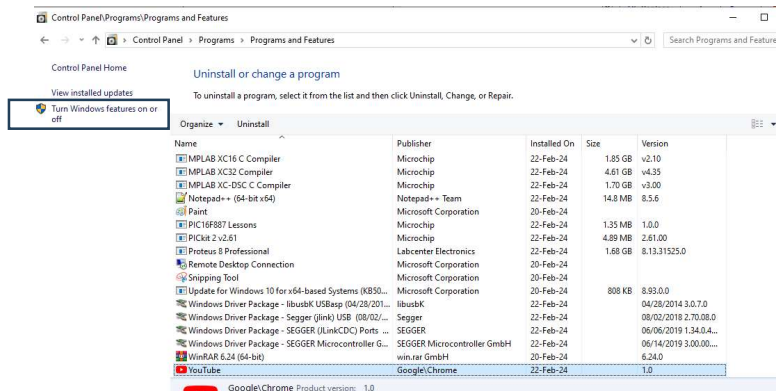 Control Panel\Programs\Programs and Features
Control Panel > Programs > Programs and Features
Search Programs and Feature
Control Panel Home
View installed updates
Turn Windows features on or
off
Uninstall or change a program
To uninstall a program, select it from the list and then click Uninstall, Change, or Repair.
Organize Uninstall
Name Publisher Installed On Size Version
MPLAB XC16 C Compiler Microchip 22-Feb-24 1.85 GB v2.10
MPLAB XC32 Compiler Microchip 22-Feb-24 4.61 GB v4.35
MPLAB XC-DSC C Compiler Microchip 22-Feb-24 1.70 GB v3.00
Notepad++ (64-bit x64) Notepad++ Team 22-Feb-24 14.8 MB 8.5.6
Paint Microsoft Corporation 20-Feb-24
PIC16F887 Lessons Microchip 22-Feb-24 1.35 MB 1.0.0
PICkit 2 v2.61 Microchip 22-Feb-24 4.89 MB 2.61.00
Proteus 8 Professional Labcenter Electronics 22-Feb-24 1.68 GB 8.13.31525.0
Remote Desktop Connection Microsoft Corporation 20-Feb-24
Snipping Tool Microsoft Corporation 20-Feb-24
Update for Windows 10 for x64-based Systems (KB50... Microsoft Corporation 20-Feb-24 808 KB 8.93.0.0
Windows Driver Package - libusbK USBasp (04/28/201... libusbK 22-Feb-24 04/28/2014 3.0.7.0
Windows Driver Package - Segger (jlink) USB (08/02/... Segger 22-Feb-24 08/02/2018 2.70.08.0
Windows Driver Package - SEGGER (JLinkCDC) Ports ... SEGGER 22-Feb-24 06/06/2019 1.34.0.4...
Windows Driver Package - SEGGER Microcontroller G... SEGGER Microcontroller GmbH 22-Feb-24 06/14/2019 3.00.00....
WinRAR 6.24 (64-bit) win.rar GmbH 20-Feb-24 6.24.0
YouTube Google\Chrome 22-Feb-24 1.0
Google\Chrome Product version: 1.0